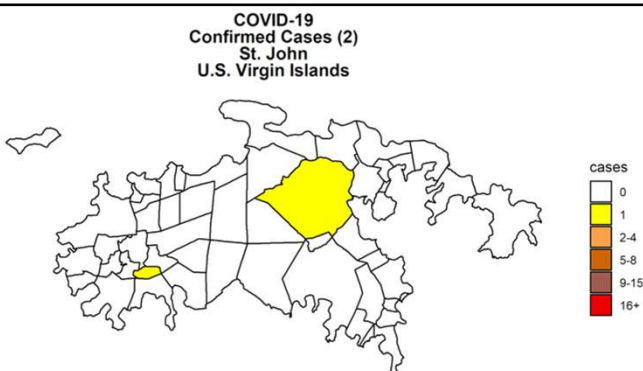 COVID-19
Confirmed Cases (2)
St. John
U.S. Virgin Islands
cases
0
1
2-4
5-8
9-15
16+